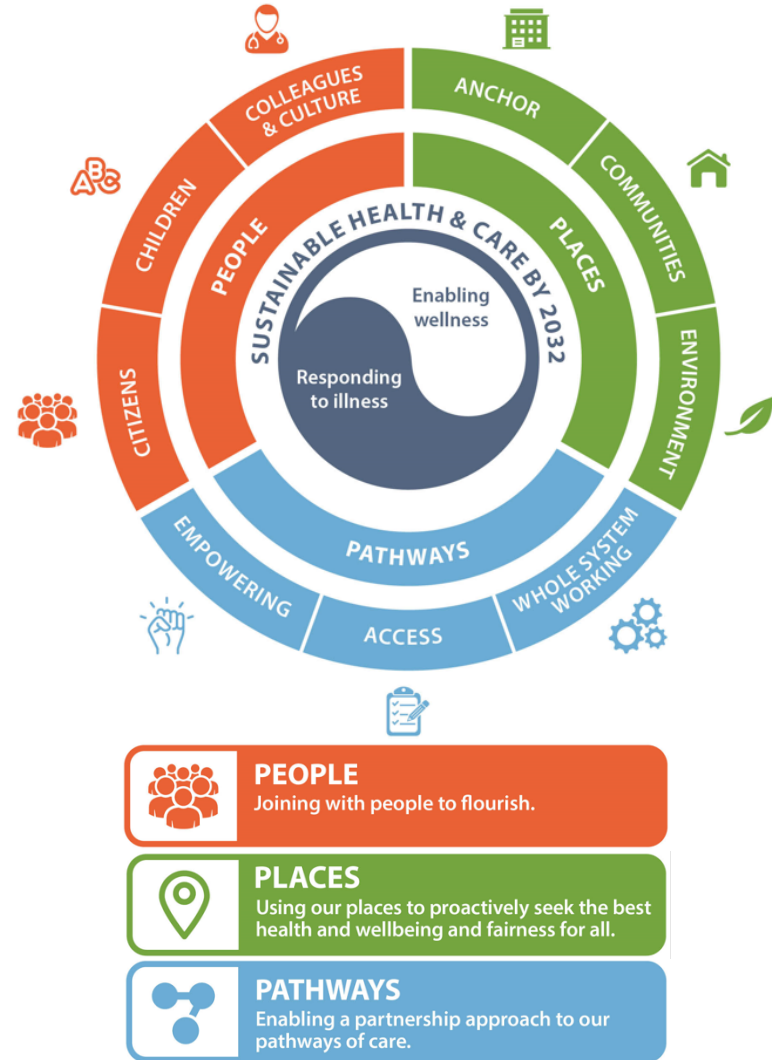 COLLEAGUES
& CULTURE
ANCHOR
COMMUNITIES
ENVIRONMENT
WHOLE SYSTEM
WORKING
ACCESS
EMPOWERING
CITIZENS
CHILDREN
ABC
PEOPLE
PLACES
PATHWAYS
SUSTAINABLE HEALTH & CARE BY 2032
Enabling
wellness
Responding
to illness
PEOPLE
Joining with people to flourish.
PLACES
Using our places to proactively seek the best
health and wellbeing and fairness for all.
PATHWAYS
Enabling a partnership approach to our
pathways of care.